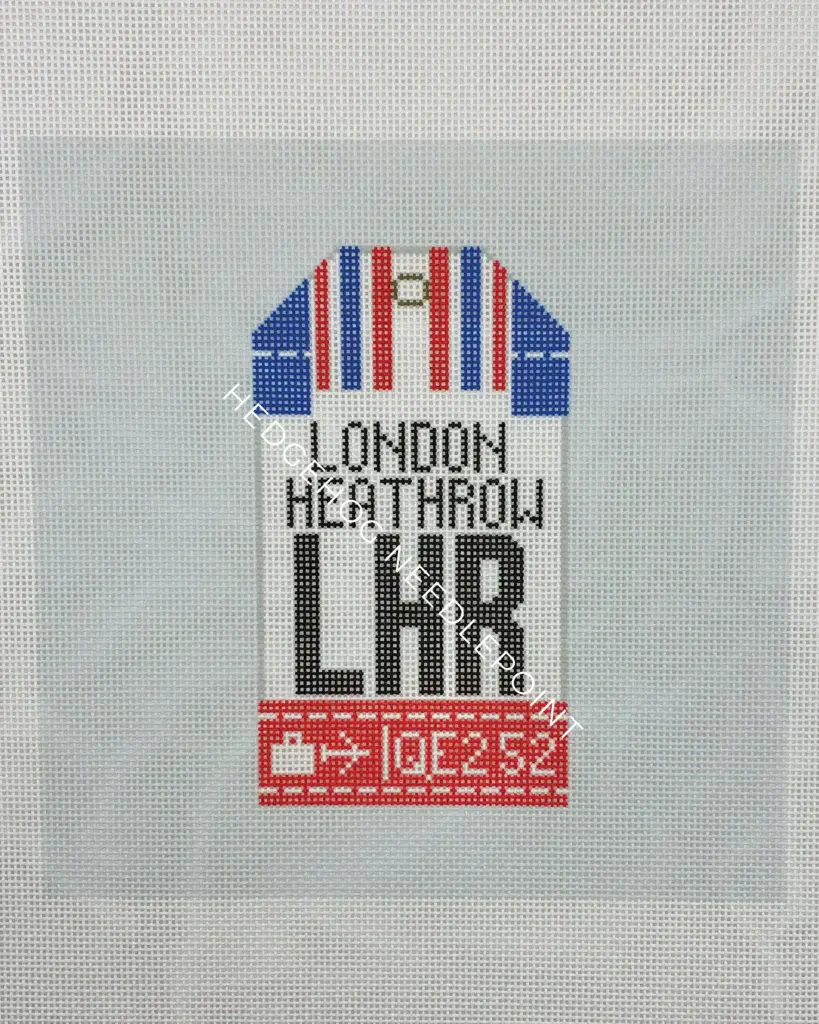 LONDON
HEATHROW
LHR
QE252
HEDGEHOG NEEDLEPOINT